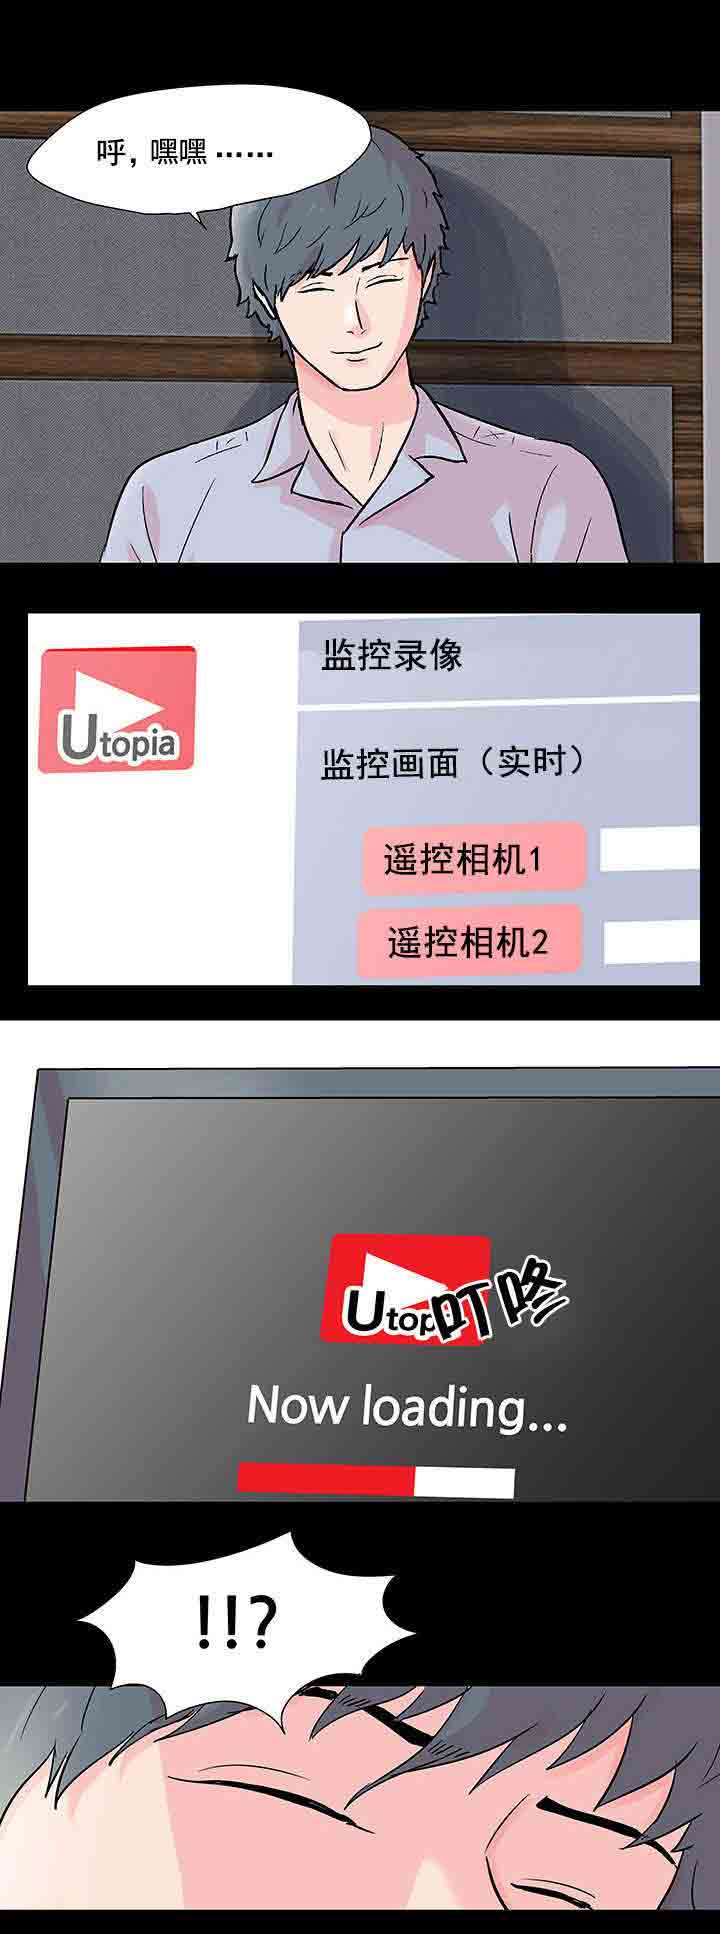 呼，嘿嘿……
Utopia
监控录像
监控画面（实时）
遥控相机1
遥控相机2
Utopi
叮咚
Now loading...
!!?